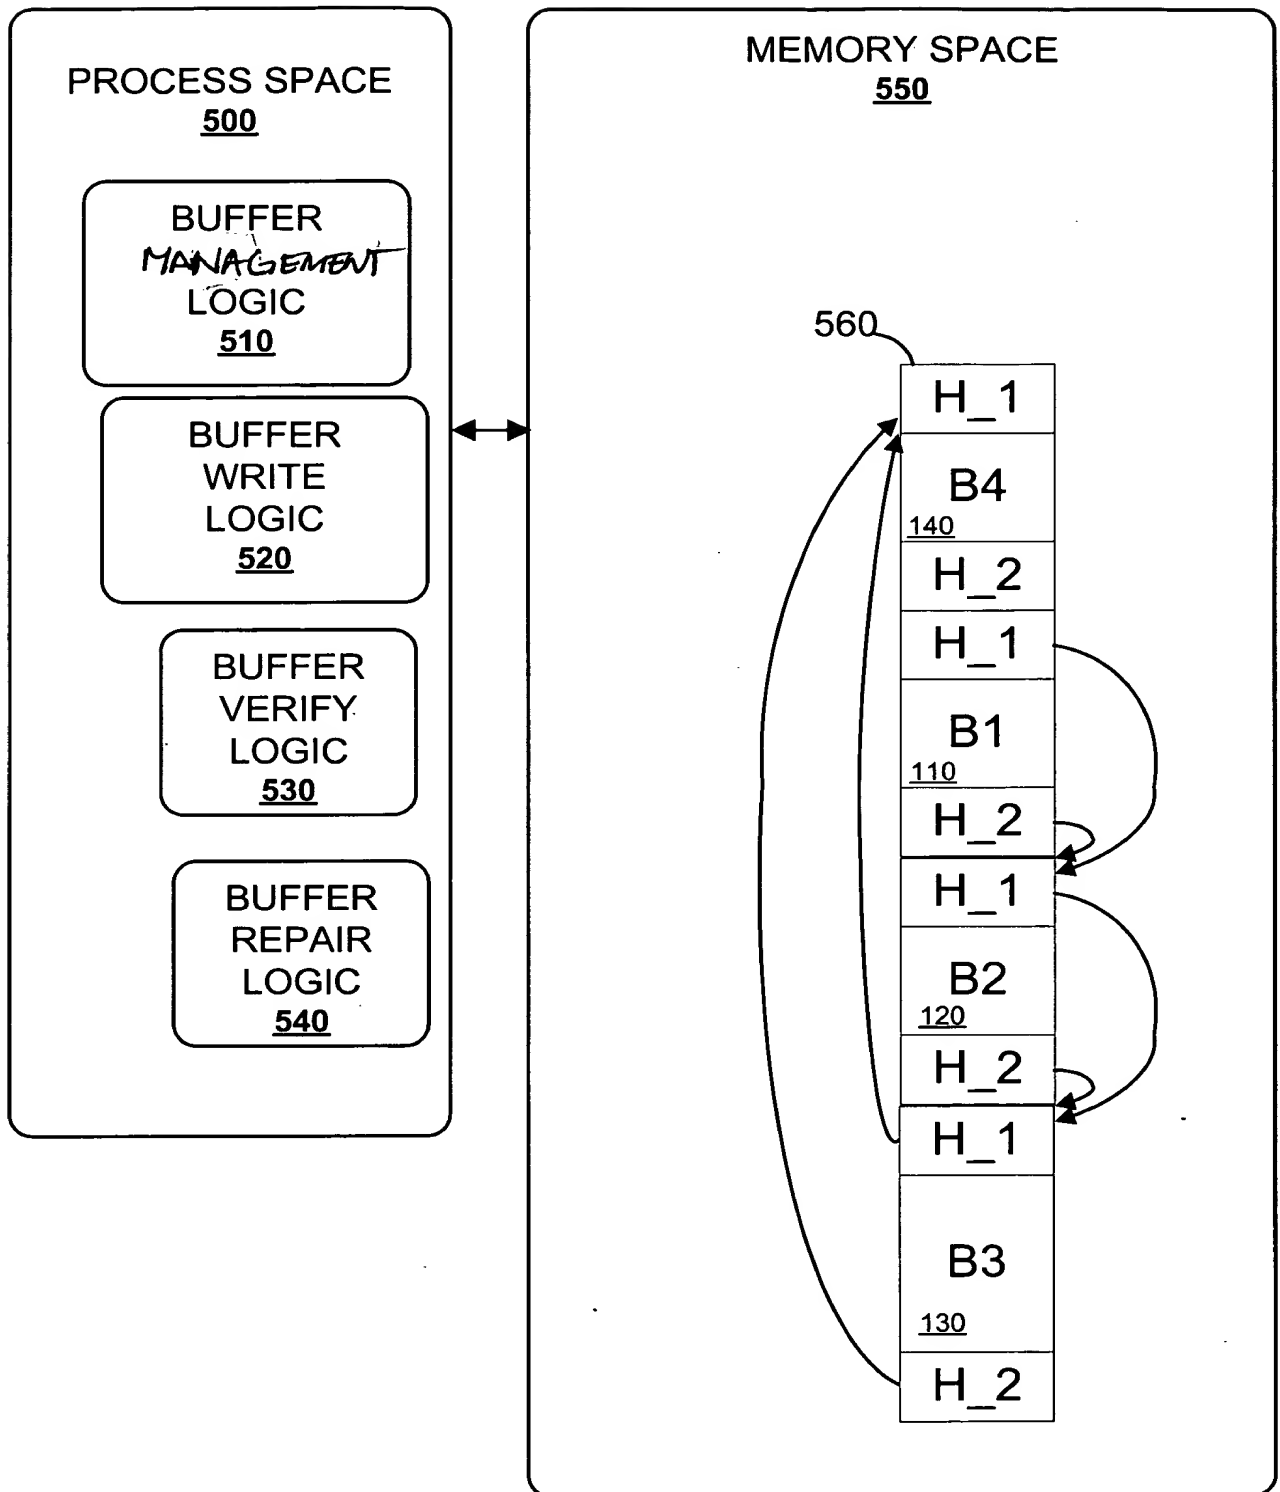 PROCESS SPACE
500
BUFFER
MANAGEMENT
LOGIC
510
BUFFER
WRITE
LOGIC
520
BUFFER
VERIFY
LOGIC
530
BUFFER
REPAIR
LOGIC
540
MEMORY SPACE
550
560
H_1
B4
140
H_2
H_1
B1
110
H_2
H_1
B2
120
H_2
H_1
B3
130
H_2